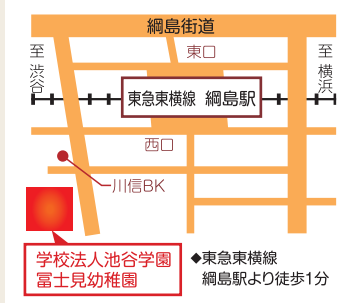 綱島街道
東口
至渋谷
至横浜
東急東横線 綱島駅
西口
川信BK
学校法人池谷学園
冨士見幼稚園
◆東急東横線
綱島駅より徒歩1分